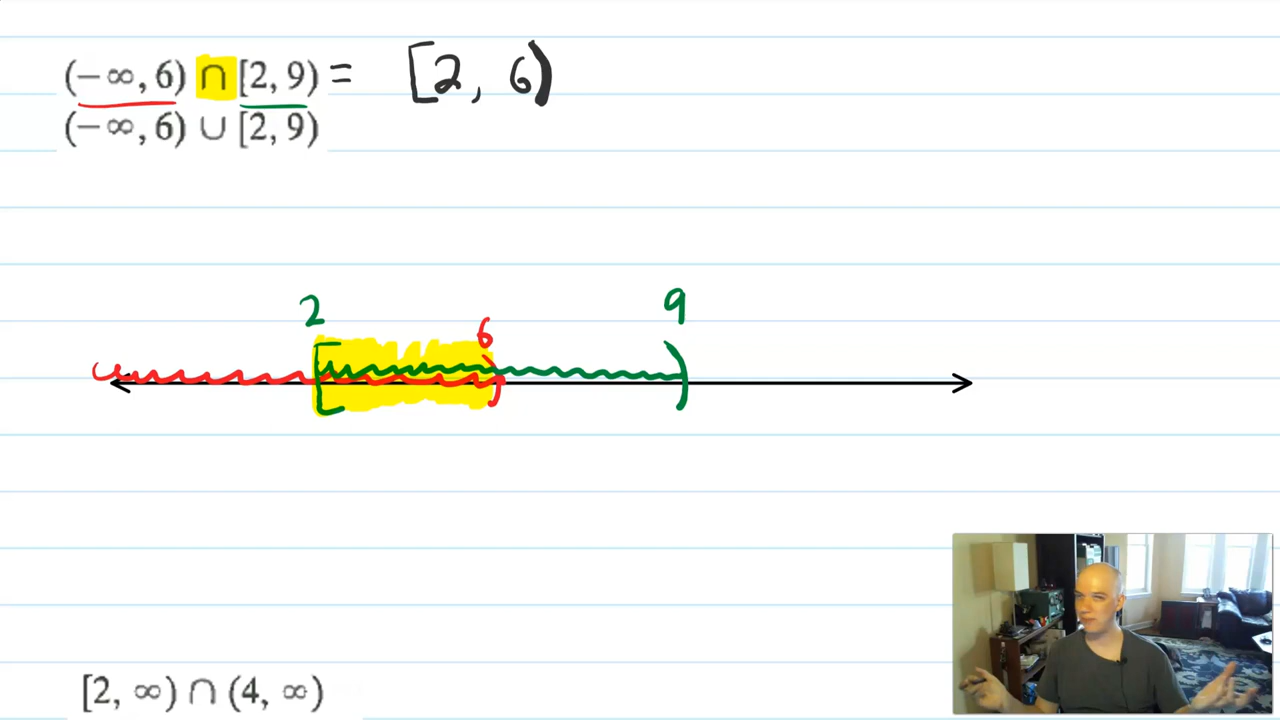 (−∞, 6) ∩ [2, 9) = [2, 6)
(−∞, 6) ∪ [2, 9)
2 6 9
[2, ∞) ∩ (4, ∞)